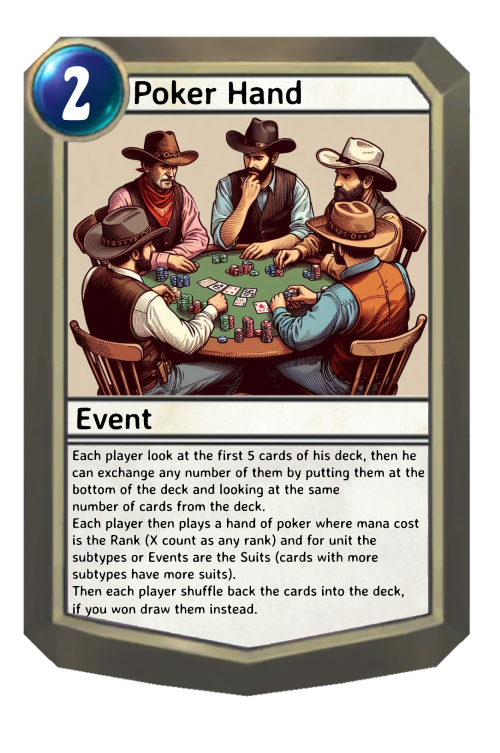 2
Poker Hand
Event
Each player look at the first 5 cards of his deck, then he
can exchange any number of them by putting them at the
bottom of the deck and looking at the same
number of cards from the deck.
Each player then plays a hand of poker where mana cost
is the Rank (X count as any rank) and for unit the
subtypes or Events are the Suits (cards with more
subtypes have more suits).
Then each player shuffle back the cards into the deck,
if you won draw them instead.